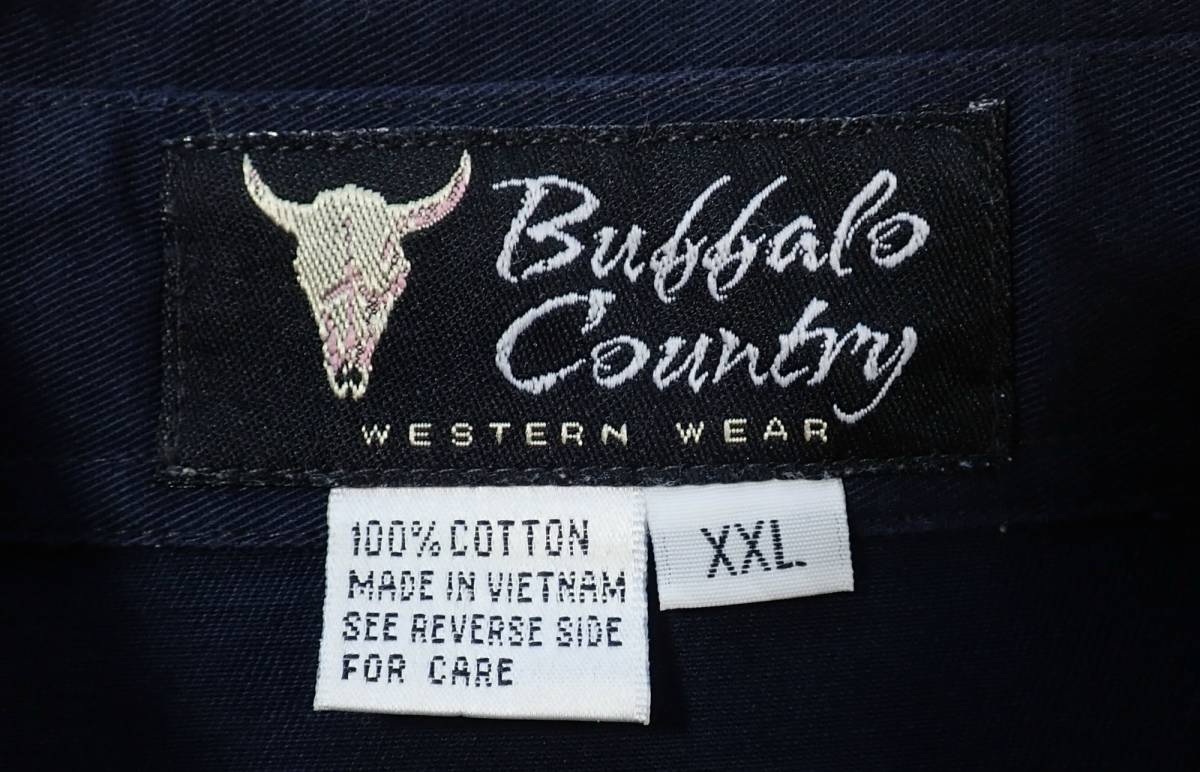 Buffalo
Country
WESTERN WEAR
100% COTTON
MADE IN VIETNAM
SEE REVERSE SIDE
FOR CARE
XXL